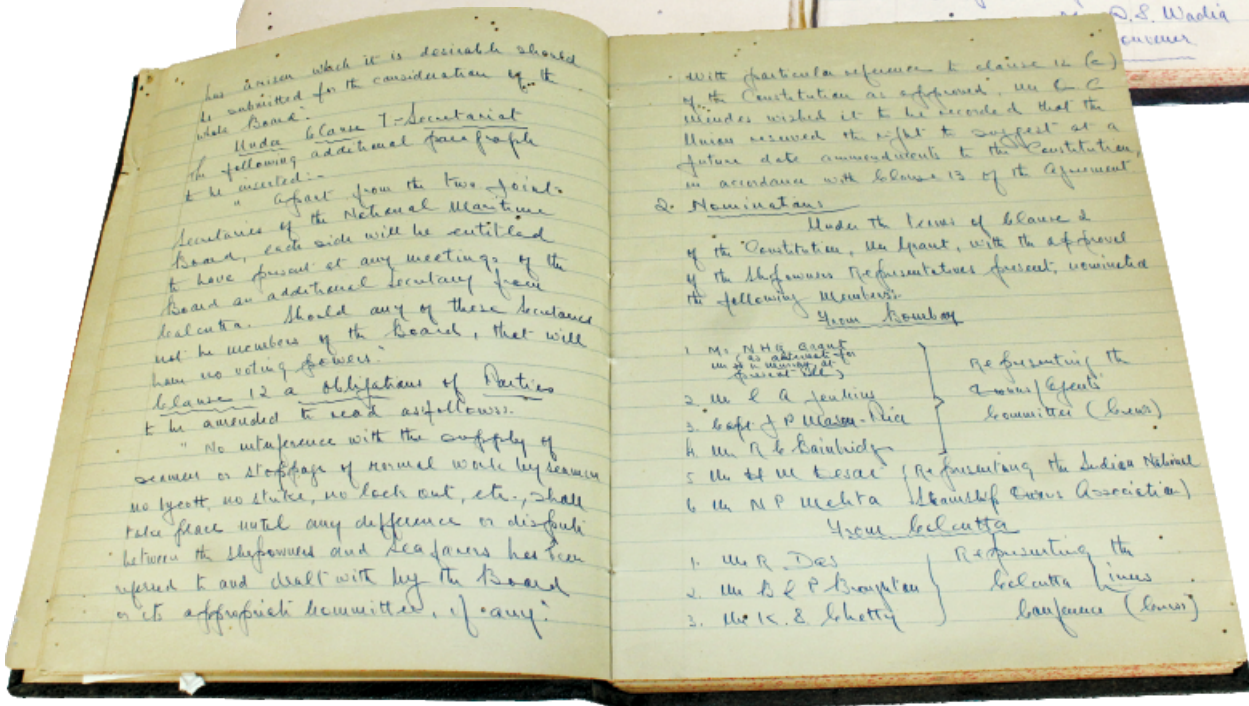 has arisen which it is desirable should
be submitted for the consideration of the
whole Board."
Under Clause 7 - Secretariat
The following additional paragraph
to be inserted:-
" Apart from the two Joint-
Secretaries of the National Maritime
Board, each side will be entitled
to have present at any meetings of the
Board an additional Secretary from
Calcutta. Should any of these Secretaries
not be members of the Board, that will
have no voting powers."
Clause 12 a obligations of Parties
to be amended to read as follows:
" No interference with the supply of
seamen or stoppage of normal work by seamen
no bycott, no strike, no lock out, etc., shall
take place until any difference or dispute
between the Shipowners and Seafarers has been
referred to and dealt with by the Board
or its appropriate Committee, if any."
With particular reference to clause 12 (a)
of the Constitution as approved, Mr
Mendes wished it to be recorded that the
Union reserved the right to suggest at a
future date ammendments to the Constitution,
in accordance with Clause 13 of the Agreement
2. Nominations
Under the terms of Clause 2
of the Constitution, Mr Grant, with the approval
of the Shipowners Representatives present, nominated
the following Members.
From Bombay
1. Mr. N H G Grant
present
2. Mr C A Jenkins
3. Capt J P Mason-
4. Mr R C Bainbridge
Representing the
Owners/Agents
Committee (Crews)
5 Mr H M Desai (Representing the Indian National
6 Mr N P Mehta Steamship Owners Association)
From Calcutta
1. Mr R. Das
2. Mr B L P Broughton
3. Mr K. S Chetty
Representing the
Calcutta Liners
Conference (Crews)
D.S. Wadia
Convener